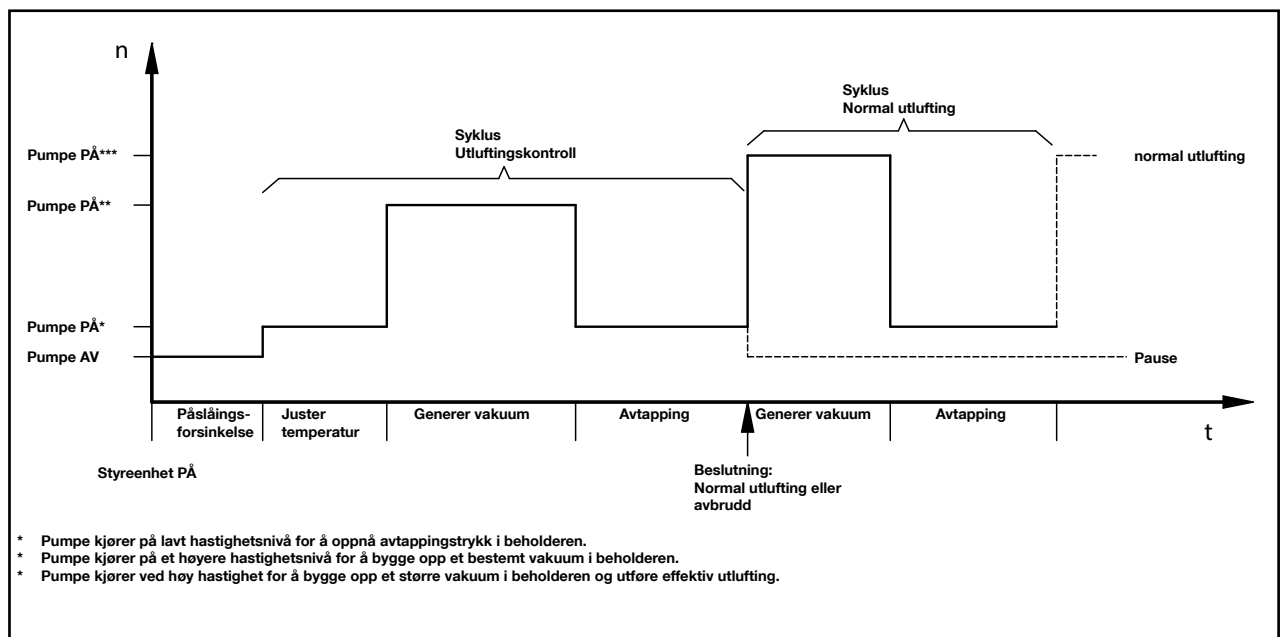 n
Syklus
Normal utlufting
Syklus
Utluftingskontroll
Pumpe PÅ***
normal utlufting
Pumpe PÅ**
Pumpe PÅ*
Pumpe AV
Pause
Påslåings-
forsinkelse
Juster
temperatur
Generer vakuum
Avtapping
Generer vakuum
Avtapping
t
Styreenhet PÅ
Beslutning:
Normal utlufting eller
avbrudd
* Pumpe kjører på lavt hastighetsnivå for å oppnå avtappingstrykk i beholderen.
* Pumpe kjører på et høyere hastighetsnivå for å bygge opp et bestemt vakuum i beholderen.
* Pumpe kjører ved høy hastighet for å bygge opp et større vakuum i beholderen og utføre effektiv utlufting.